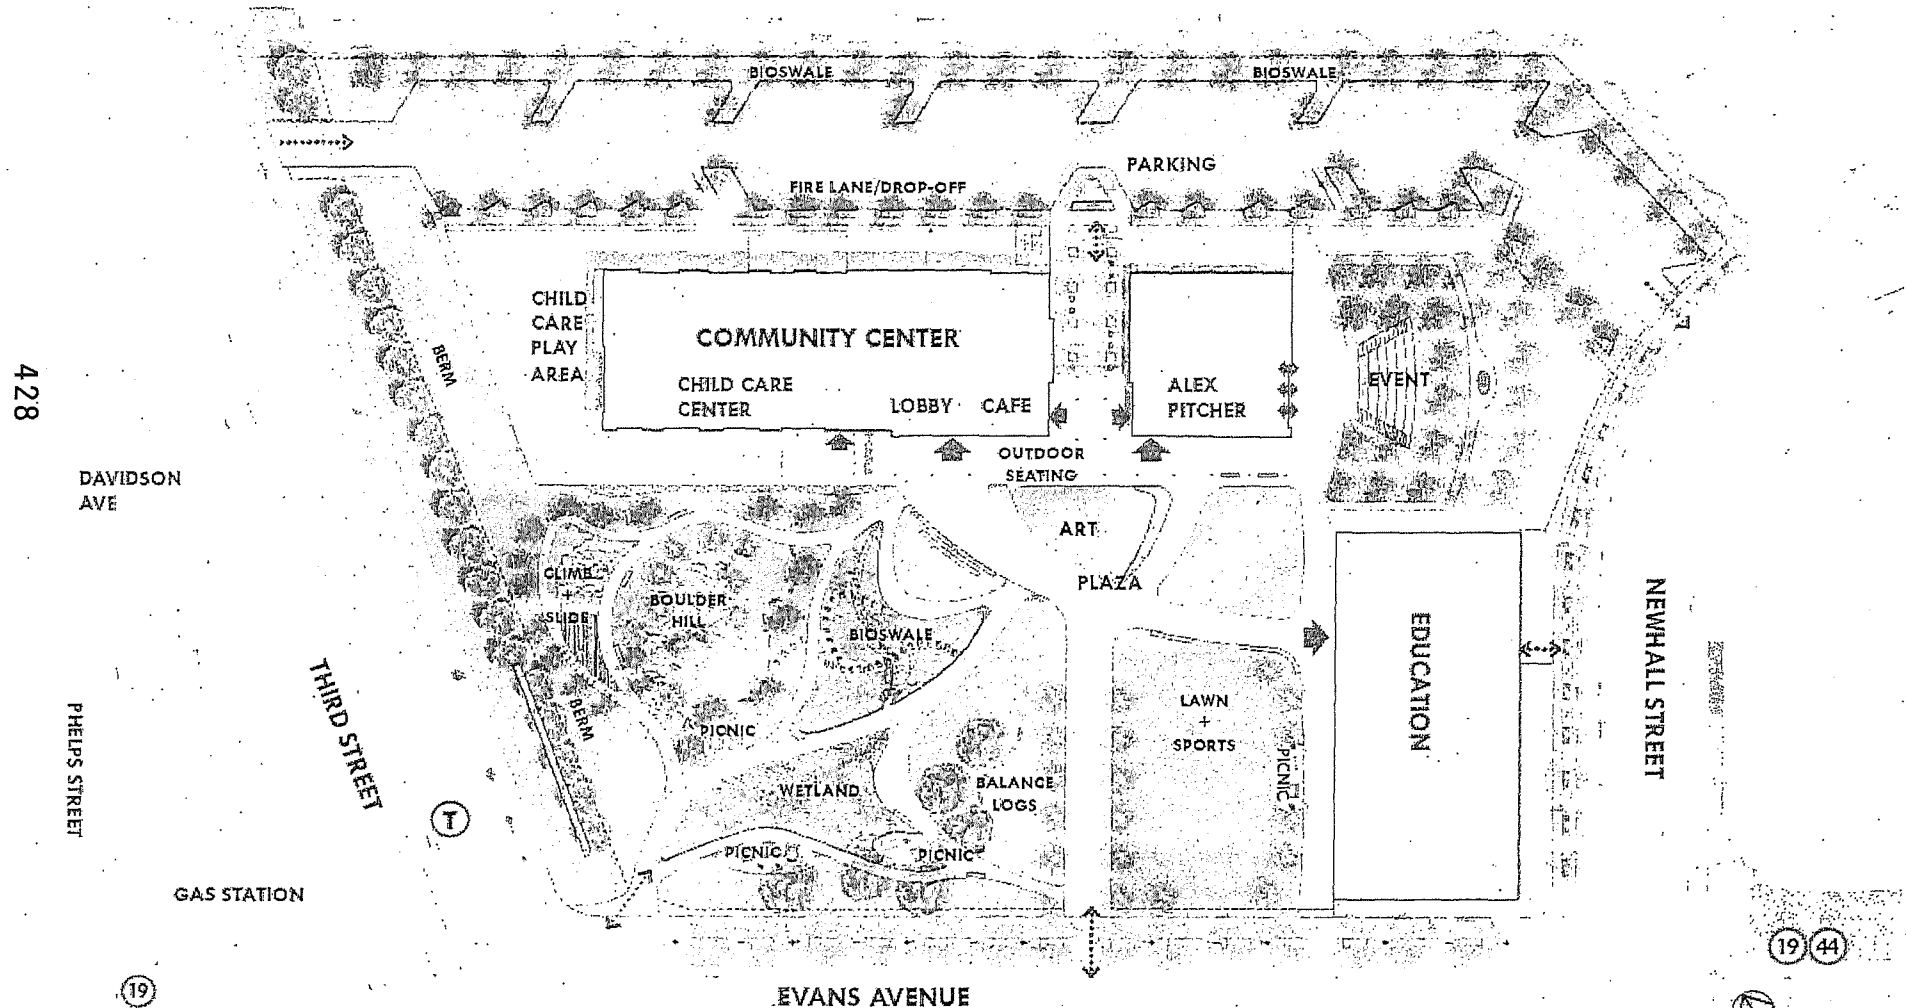 BIOSWALE
BIOSWALE
PARKING
FIRE LANE/DROP-OFF
CHILD
CARE
PLAY
AREA
COMMUNITY CENTER
CHILD CARE
CENTER
LOBBY
CAFE
ALEX
PITCHER
EVENT
BERM
428
OUTDOOR
SEATING
DAVIDSON
AVE
ART
PLAZA
CLIMB
+
SLIDE
BOULDER
HILL
BIOSWALE
EDUCATION
NEWHALL STREET
THIRD STREET
BERM
PICNIC
LAWN
+
SPORTS
PICNIC
PHELPS STREET
WETLAND
BALANCE
LOGS
T
PICNIC
PICNIC
GAS STATION
19
44
19
EVANS AVENUE